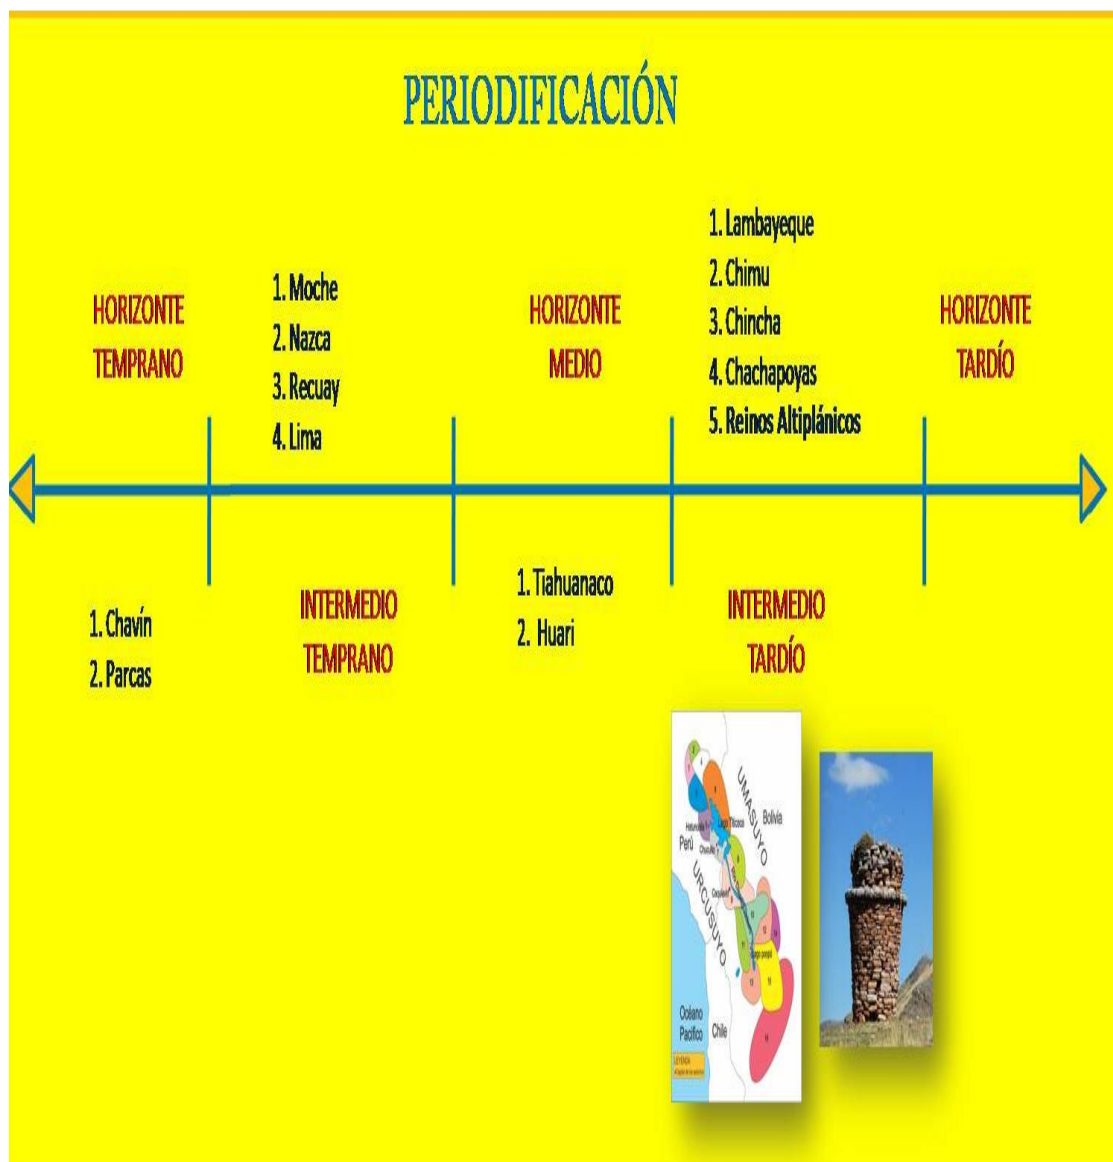 PERIODIFICACIÓN
HORIZONTE
TEMPRANO
1. Chavín
2. Parcas
1. Moche
2. Nazca
3. Recuay
4. Lima
INTERMEDIO
TEMPRANO
HORIZONTE
MEDIO
1. Tiahuanaco
2. Huari
1. Lambayeque
2. Chimu
3. Chincha
4. Chachapoyas
5. Reinos Altiplánicos
INTERMEDIO
TARDÍO
HORIZONTE
TARDÍO
UMASUYO
Bolivia
Lago Titicaca
Perú
URCUSUYO
Océano
Pacífico
Chile
LEYENDA